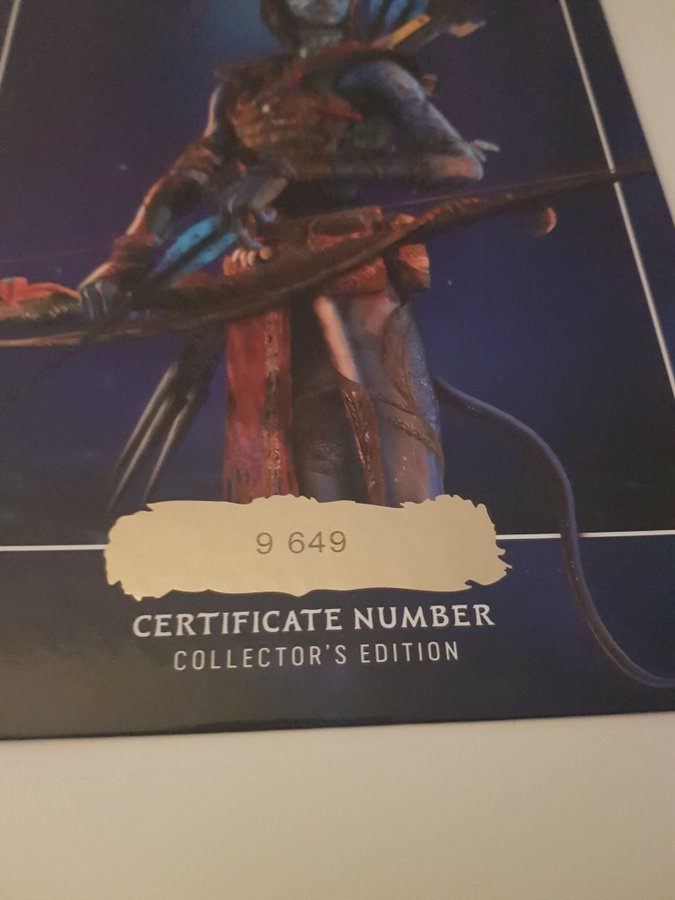 9 649
CERTIFICATE NUMBER
COLLECTOR'S EDITION